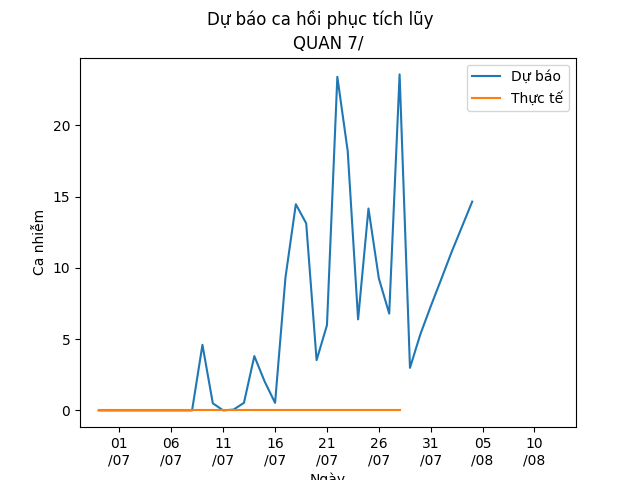 Dự báo ca hồi phục tích lũy
QUAN 7/
Dự báo
Thực tế
Ca nhiễm
20
15
10
5
0
01 06 11 16 21 26 31 05 10
/07 /07 /07 /07 /07 /07 /07 /08 /08
Ngày